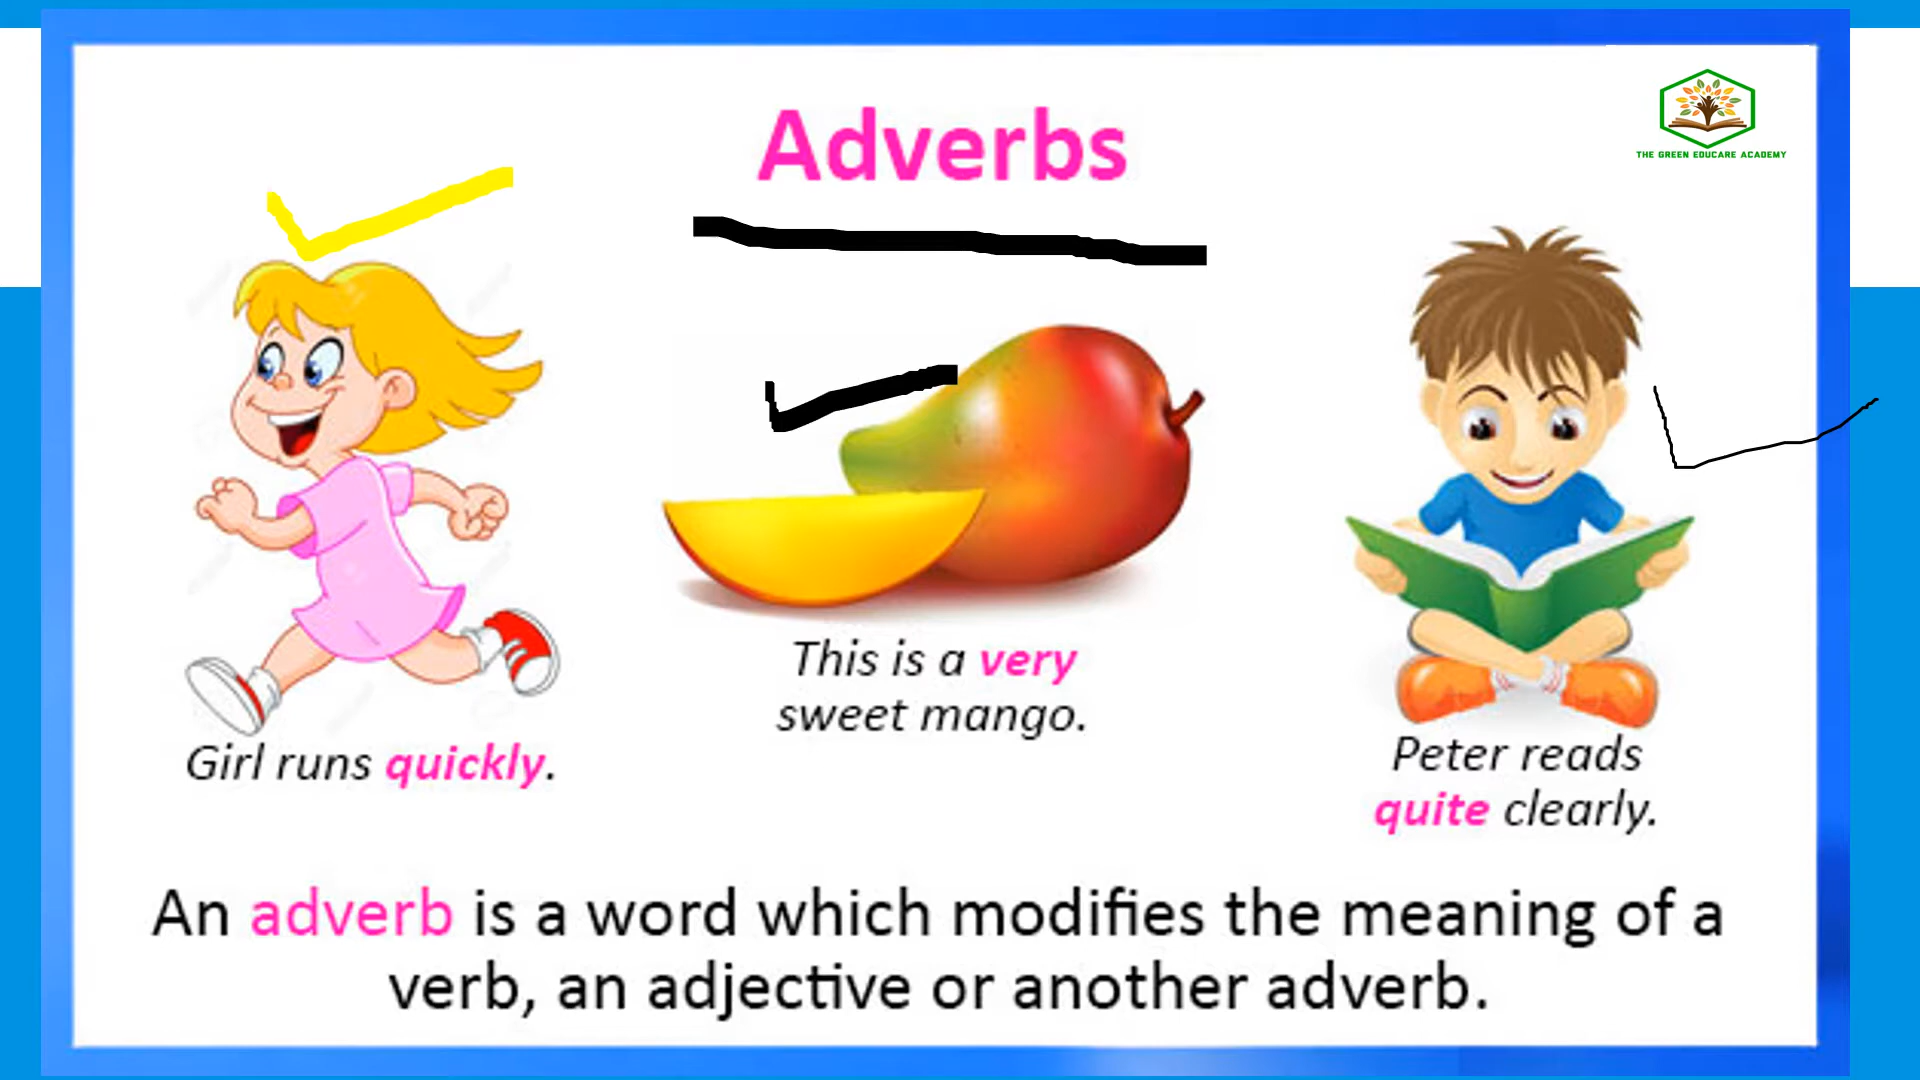 Adverbs
THE GREEN EDUCARE ACADEMY
Girl runs quickly.
This is a very
sweet mango.
Peter reads
quite clearly.
An adverb is a word which modifies the meaning of a
verb, an adjective or another adverb.